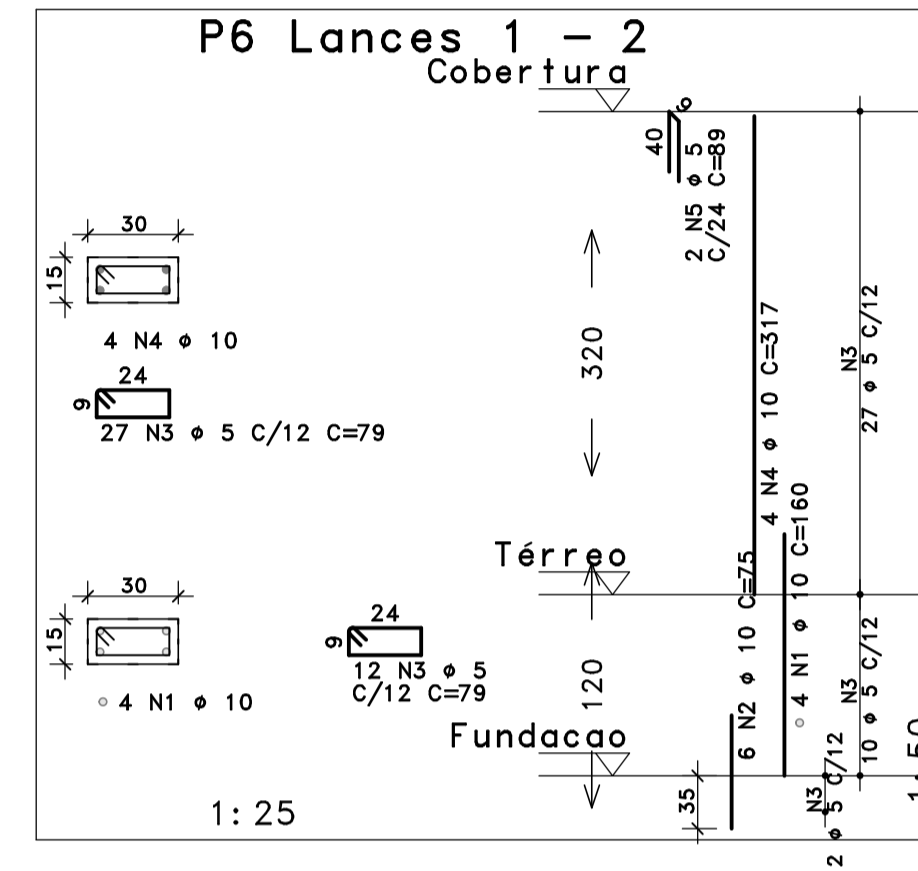 P6 Lances 1 - 2
Cobertura
40
6
2 N5 ø 5
C/24 C=89
30
15
4 N4 ø 10
24
9
27 N3 ø 5 C/12 C=79
320
4 N4 ø 10 C=317
N3
27 ø 5 C/12
Térreo
30
15
4 N1 ø 10
24
9
12 N3 ø 5
C/12 C=79
120
6 N2 ø 10 C=75
4 N1 ø 10 C=160
N3
10 ø 5 C/12
Fundacao
35
N3
2 ø 5 C/12
1:25